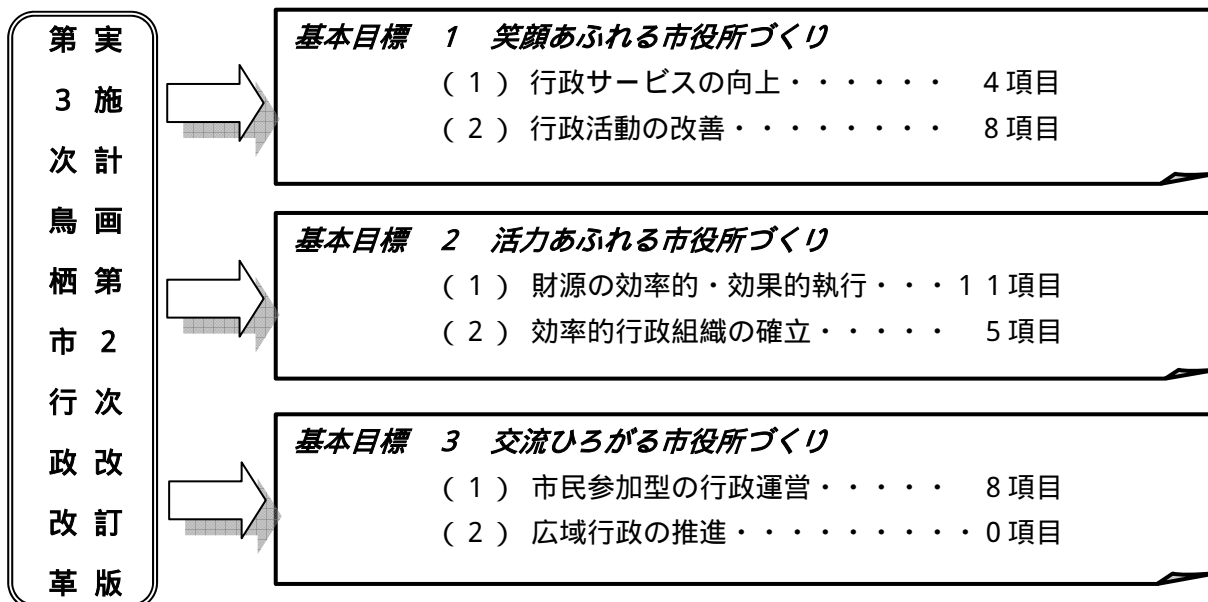 第3次鳥栖市行政改革
実施計画第2次改訂版
基本目標 1 笑顔あふれる市役所づくり
(1) 行政サービスの向上・・・・・・ 4項目
(2) 行政活動の改善・・・・・・・・ 8項目
基本目標 2 活力あふれる市役所づくり
(1) 財源の効率的・効果的執行・・・11項目
(2) 効率的行政組織の確立・・・・・ 5項目
基本目標 3 交流ひろがる市役所づくり
(1) 市民参加型の行政運営・・・・・ 8項目
(2) 広域行政の推進・・・・・・・・・0項目